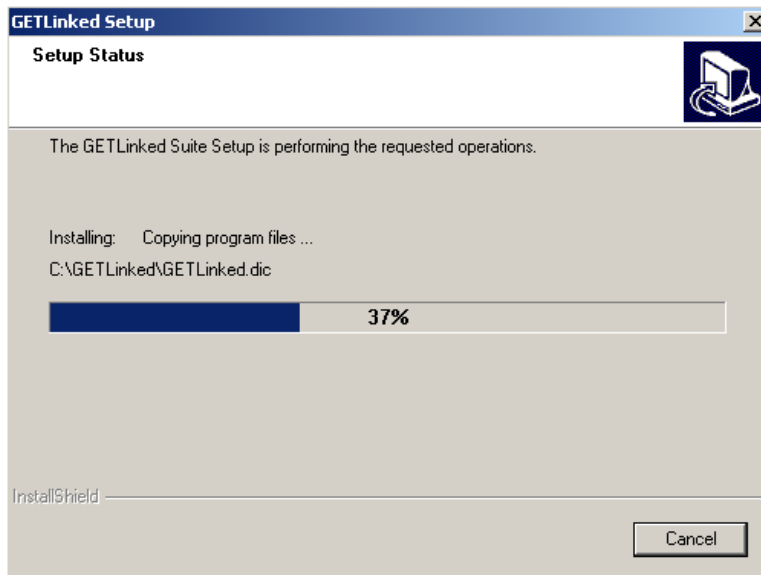 GETLinked Setup
Setup Status
The GETLinked Suite Setup is performing the requested operations.
Installing: Copying program files ...
C:\GETLinked\GETLinked.dic
37%
InstallShield
Cancel